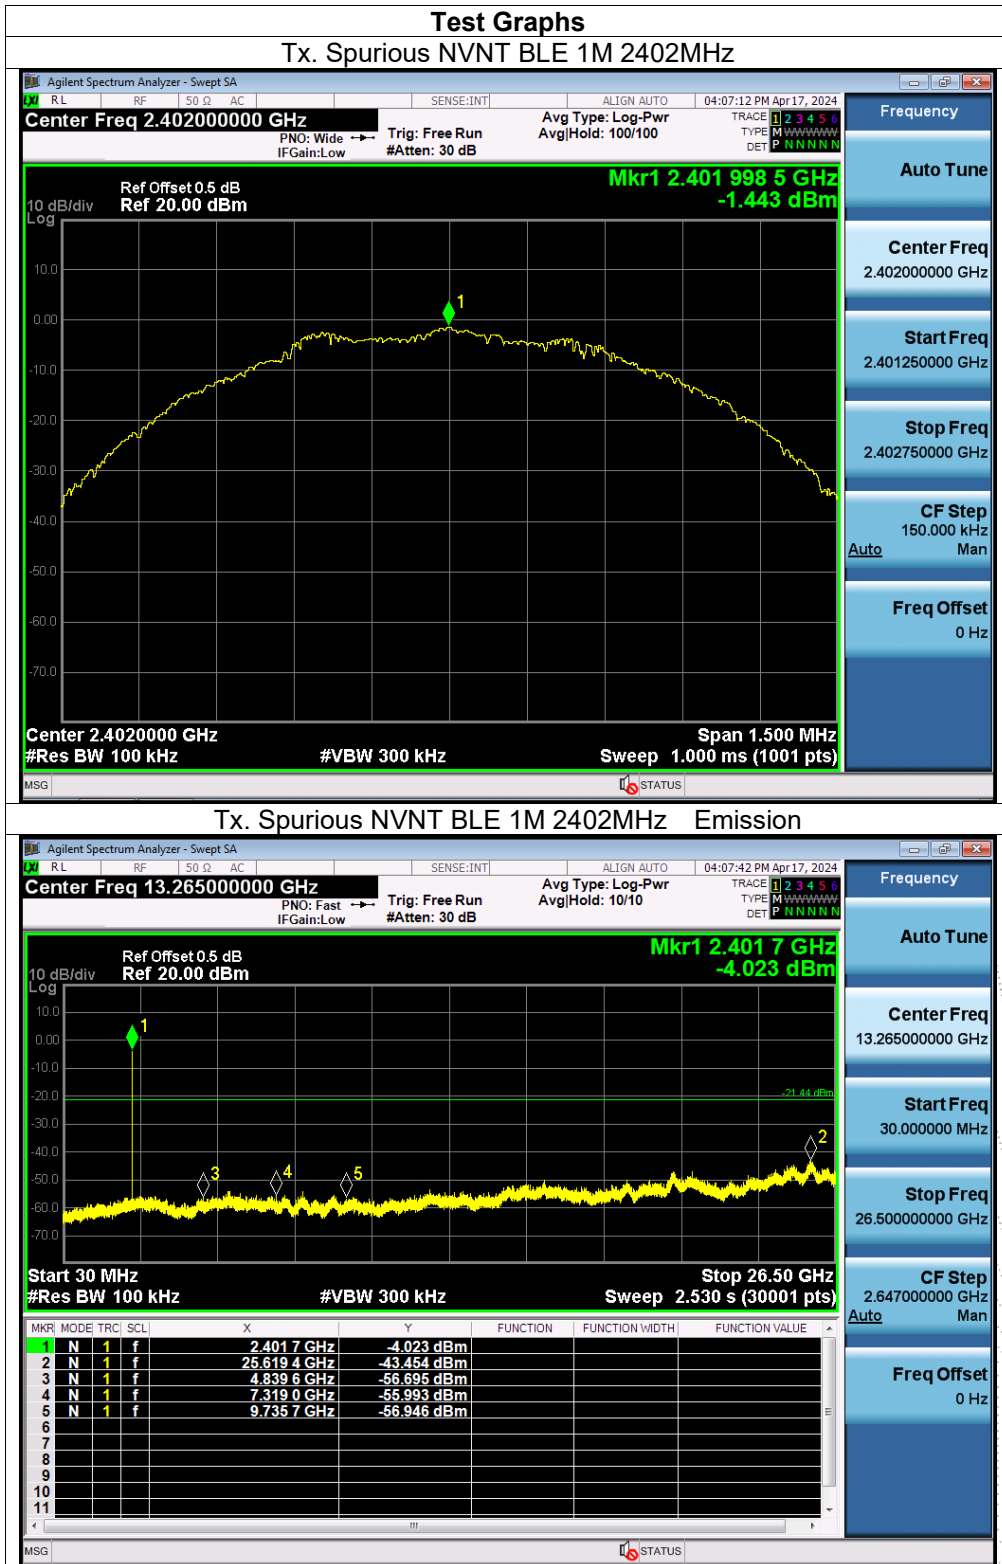 Test Graphs
Tx. Spurious NVNT BLE 1M 2402MHz
Agilent Spectrum Analyzer - Swept SA
LXI RL RF 50 Ω AC SENSE:INT ALIGN AUTO 04:07:12 PM Apr 17, 2024
Center Freq 2.402000000 GHz
PNO: Wide
IFGain:Low
Trig: Free Run
#Atten: 30 dB
Avg Type: Log-Pwr
Avg|Hold: 100/100
TRACE 1 2 3 4 5 6
TYPE M WWWWW
DET P N N N N N
Ref Offset 0.5 dB
Ref 20.00 dBm
10 dB/div
Log
Mkr1 2.401 998 5 GHz
-1.443 dBm
1
10.0
0.00
-10.0
-20.0
-30.0
-40.0
-50.0
-60.0
-70.0
Center 2.4020000 GHz Span 1.500 MHz
#Res BW 100 kHz #VBW 300 kHz Sweep 1.000 ms (1001 pts)
MSG STATUS
Frequency
Auto Tune
Center Freq
2.402000000 GHz
Start Freq
2.401250000 GHz
Stop Freq
2.402750000 GHz
CF Step
150.000 kHz
Auto Man
Freq Offset
0 Hz
Tx. Spurious NVNT BLE 1M 2402MHz Emission
Agilent Spectrum Analyzer - Swept SA
LXI RL RF 50 Ω AC SENSE:INT ALIGN AUTO 04:07:42 PM Apr 17, 2024
Center Freq 13.265000000 GHz
PNO: Fast
IFGain:Low
Trig: Free Run
#Atten: 30 dB
Avg Type: Log-Pwr
Avg|Hold: 10/10
TRACE 1 2 3 4 5 6
TYPE M WWWWW
DET P N N N N N
Ref Offset 0.5 dB
Ref 20.00 dBm
10 dB/div
Log
Mkr1 2.401 7 GHz
-4.023 dBm
10.0
0.00
-10.0
-20.0
-30.0
-40.0
-50.0
-60.0
-70.0
1
-21.44 dBm
2
3
4
5
Start 30 MHz Stop 26.50 GHz
#Res BW 100 kHz #VBW 300 kHz Sweep 2.530 s (30001 pts)
MKR MODE TRC SCL X Y FUNCTION FUNCTION WIDTH FUNCTION VALUE
1 N 1 f 2.401 7 GHz -4.023 dBm
2 N 1 f 25.619 4 GHz -43.454 dBm
3 N 1 f 4.839 6 GHz -56.695 dBm
4 N 1 f 7.319 0 GHz -55.993 dBm
5 N 1 f 9.735 7 GHz -56.946 dBm
6
7
8
9
10
11
MSG STATUS
Frequency
Auto Tune
Center Freq
13.265000000 GHz
Start Freq
30.000000 MHz
Stop Freq
26.500000000 GHz
CF Step
2.647000000 GHz
Auto Man
Freq Offset
0 Hz